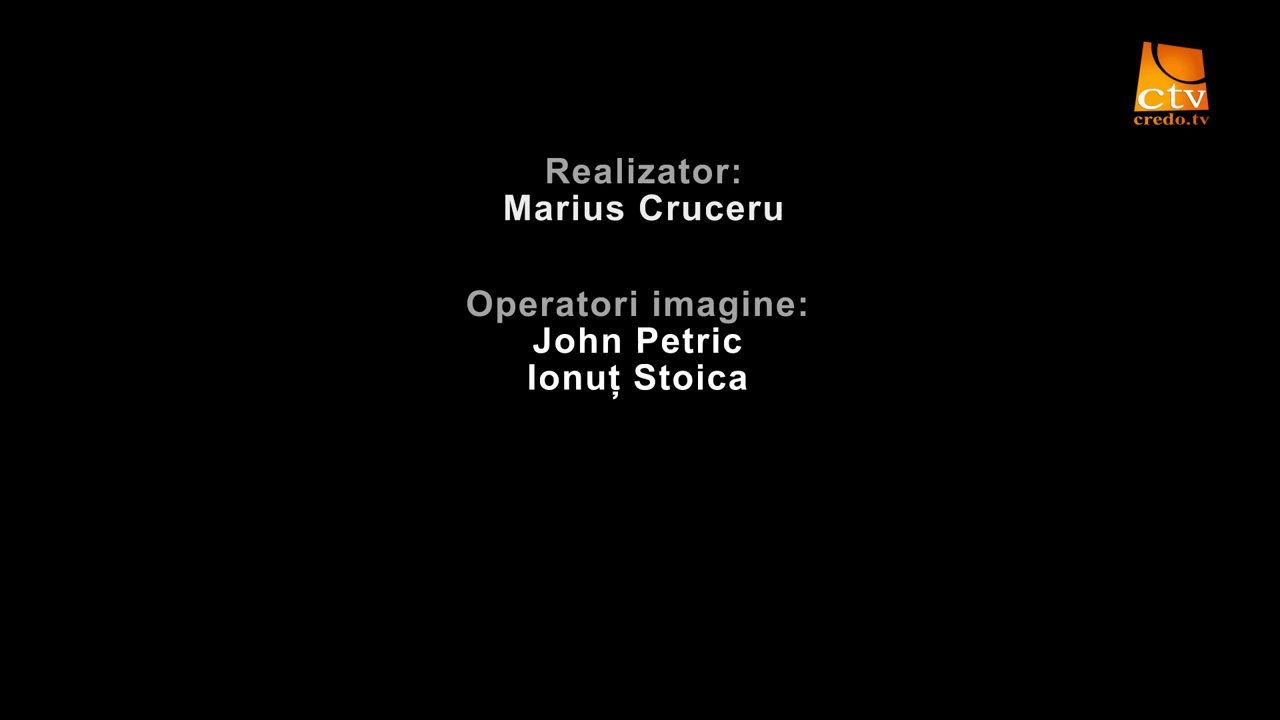 ctv
credo.tv
Realizator:
Marius Cruceru
Operatori imagine:
John Petric
Ionuț Stoica